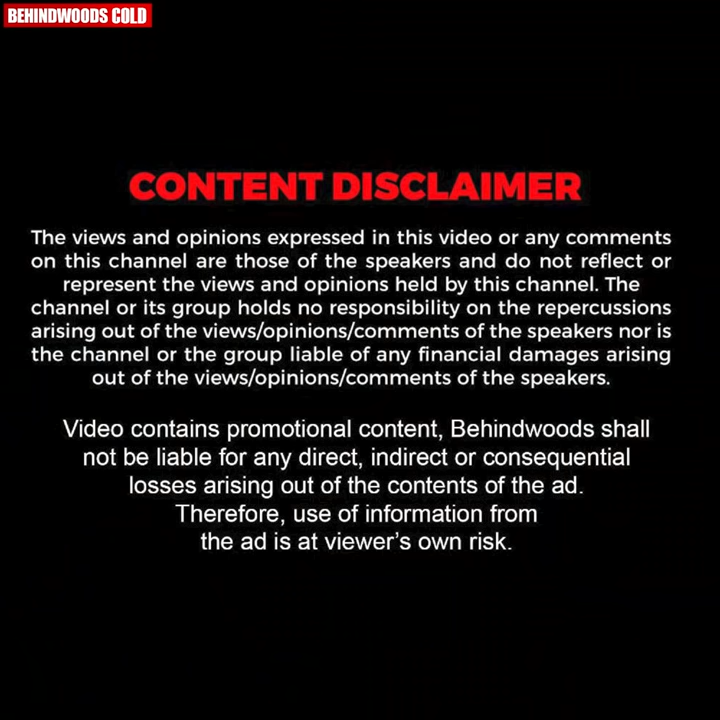 BEHINDWOODS COLD
CONTENT DISCLAIMER
The views and opinions expressed in this video or any comments
on this channel are those of the speakers and do not reflect or
represent the views and opinions held by this channel. The
channel or its group holds no responsibility on the repercussions
arising out of the views/opinions/comments of the speakers nor is
the channel or the group liable of any financial damages arising
out of the views/opinions/comments of the speakers.
Video contains promotional content, Behindwoods shall
not be liable for any direct, indirect or consequential
losses arising out of the contents of the ad.
Therefore, use of information from
the ad is at viewer's own risk.